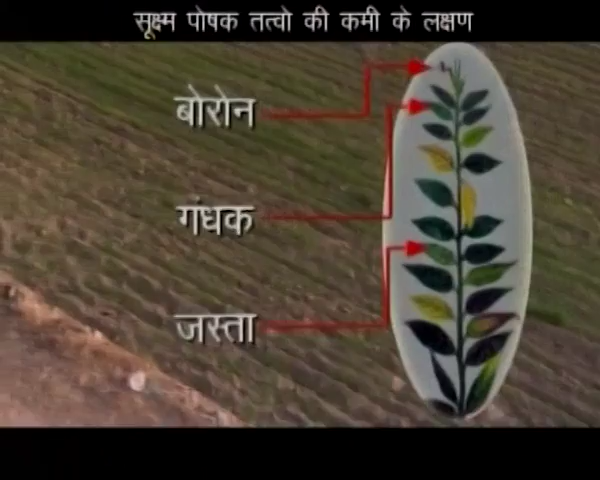 सूक्ष्म पोषक तत्वो की कमी के लक्षण
बोरोन
गंधक
जस्ता